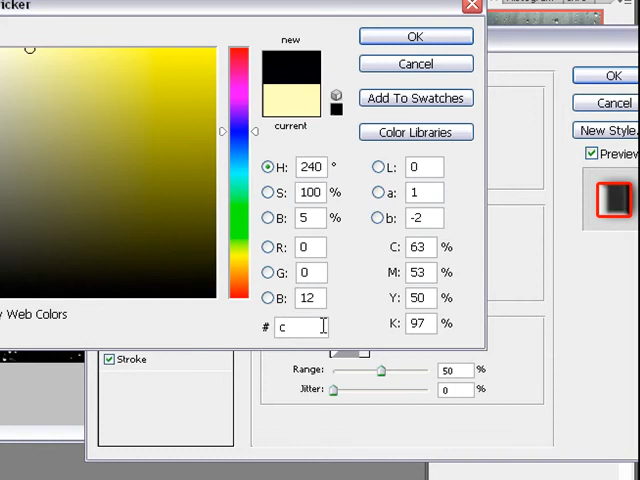 icker
new
current
OK
Cancel
Add To Swatches
Color Libraries
H: 240 °
S: 100 %
B: 5 %
R: 0
G: 0
B: 12
# c
L: 0
a: 1
b: -2
C: 63 %
M: 53 %
Y: 50 %
K: 97 %
y Web Colors
OK
Cancel
New Style..
Preview
Stroke
Range: 50 %
Jitter: 0 %